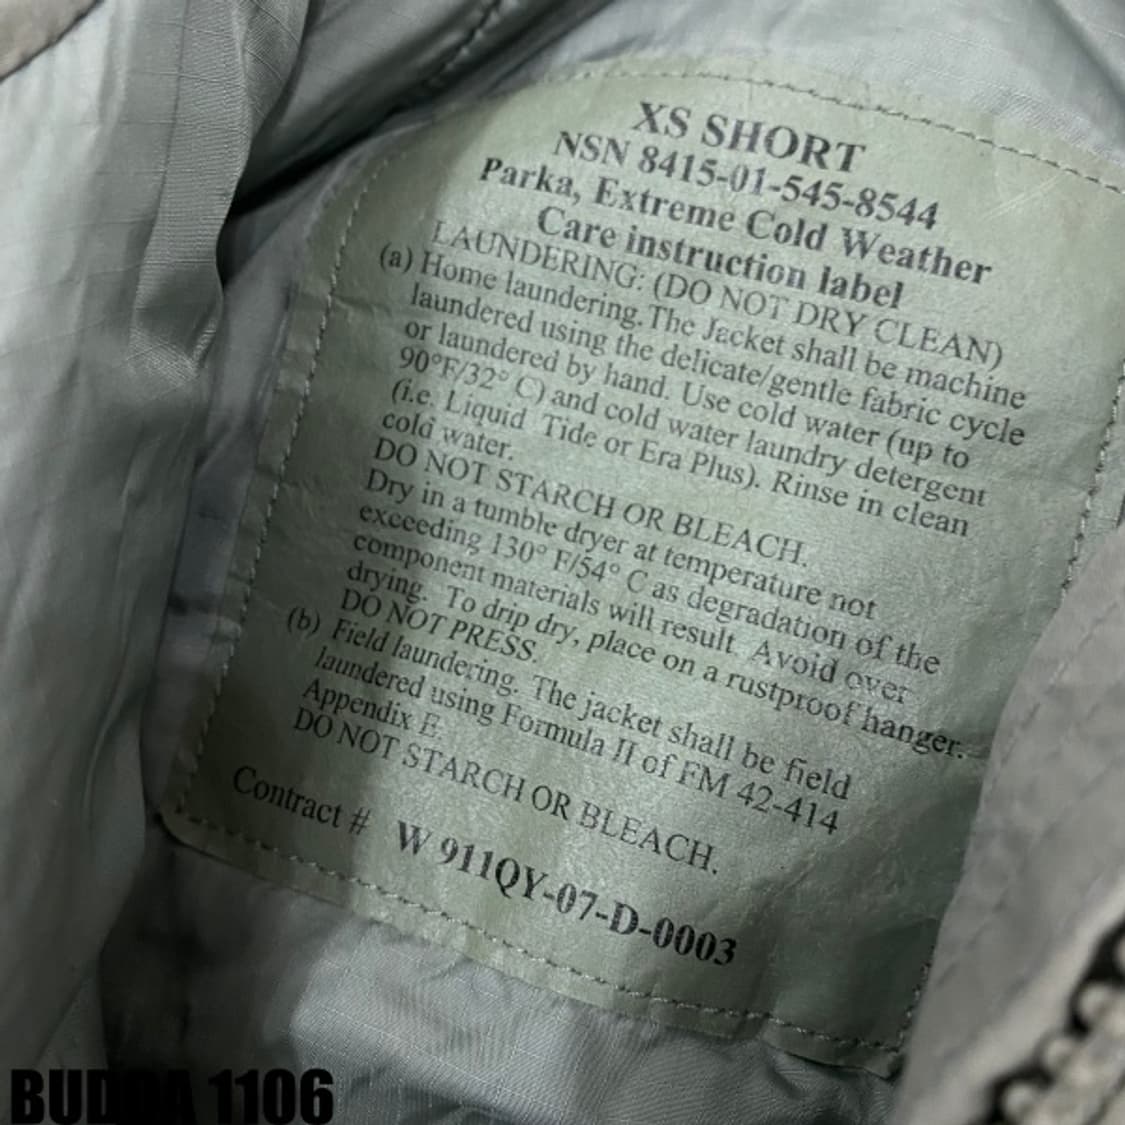 XS SHORT
NSN 8415-01-545-8544
Parka, Extreme Cold Weather
Care instruction label
LAUNDERING: (DO NOT DRY CLEAN)
(a) Home laundering. The Jacket shall be machine
laundered using the delicate/gentle fabric cycle
or laundered by hand. Use cold water (up to
90°F/32° C) and cold water laundry detergent
(i.e. Liquid Tide or Era Plus). Rinse in clean
cold water.
DO NOT STARCH OR BLEACH.
Dry in a tumble dryer at temperature not
exceeding 130° F/54° C as degradation of the
component materials will result. Avoid over
drying. To drip dry, place on a rustproof hanger.
DO NOT PRESS.
(b) Field laundering. The jacket shall be field
laundered using Formula II of FM 42-414
Appendix E.
DO NOT STARCH OR BLEACH.
Contract # W 911QY-07-D-0003
BUDDA 1106